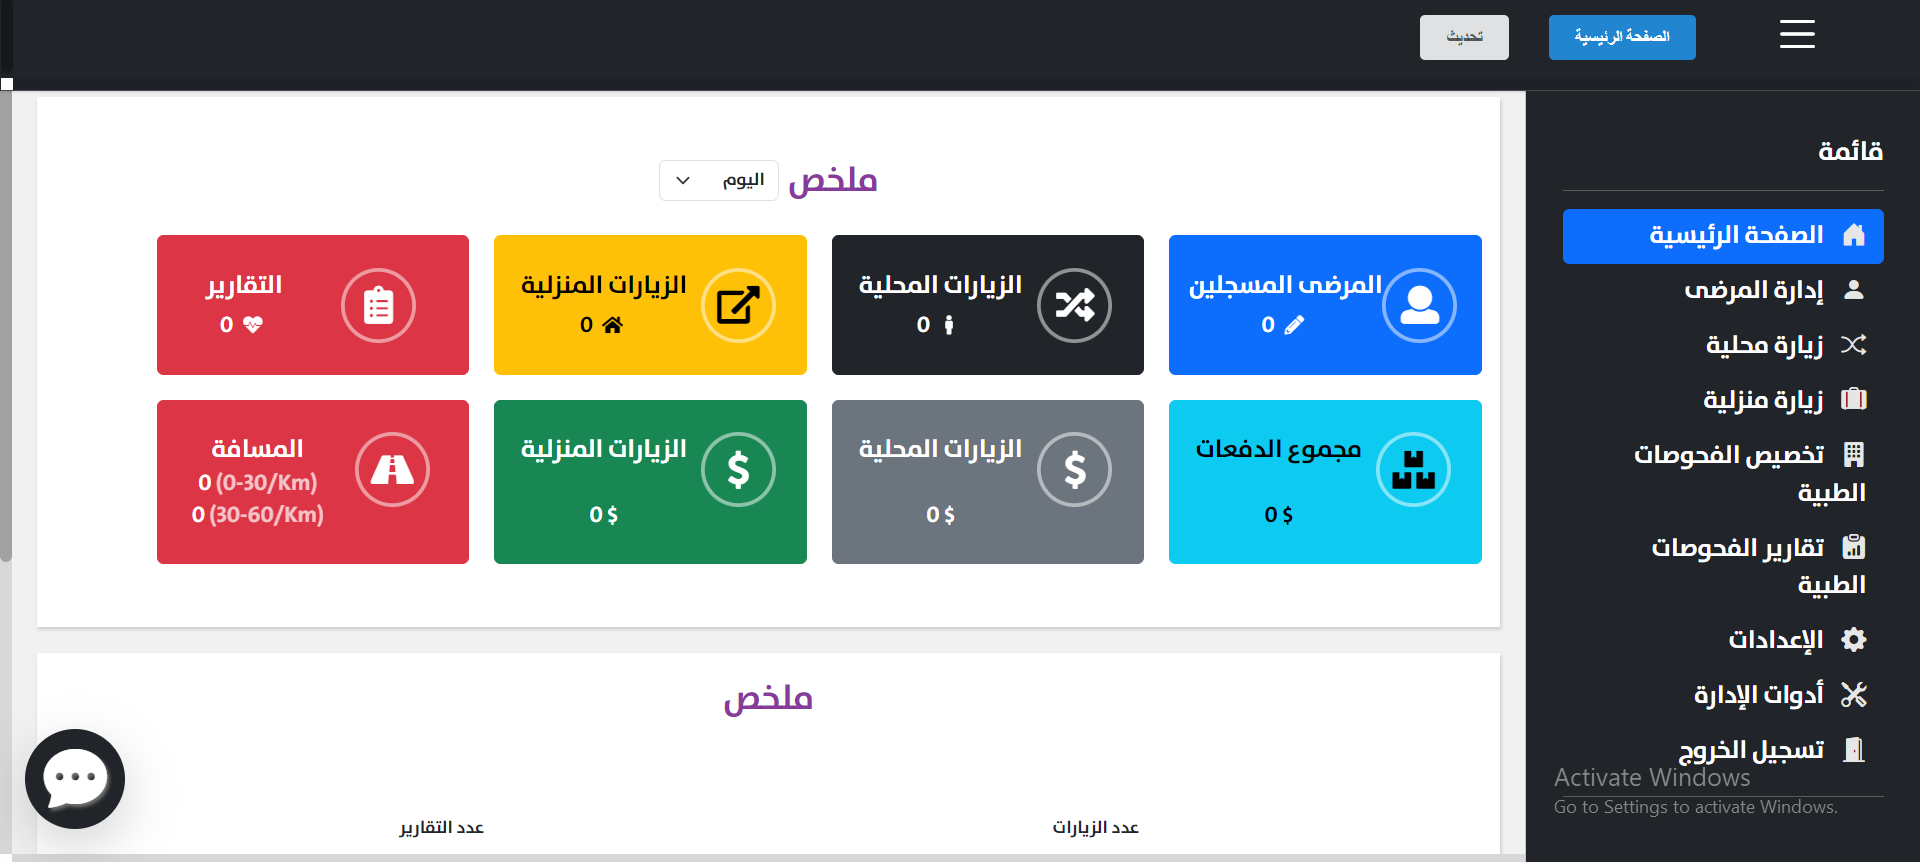 الصفحة الرئيسية
تحديث
قائمة
الصفحة الرئيسية
إدارة المرضى
زيارة محلية
زيارة منزلية
تخصيص الفحوصات
الطبية
تقارير الفحوصات
الطبية
الإعدادات
أدوات الإدارة
تسجيل الخروج
Activate Windows
Go to Settings to activate Windows.
ملخص
اليوم
المرضى المسجلين
0
الزيارات المحلية
0
الزيارات المنزلية
0
التقارير
0
مجموع الدفعات
0 $
الزيارات المحلية
0 $
الزيارات المنزلية
0 $
المسافة
0 (0-30/Km)
0 (30-60/Km)
ملخص
عدد الزيارات
عدد التقارير